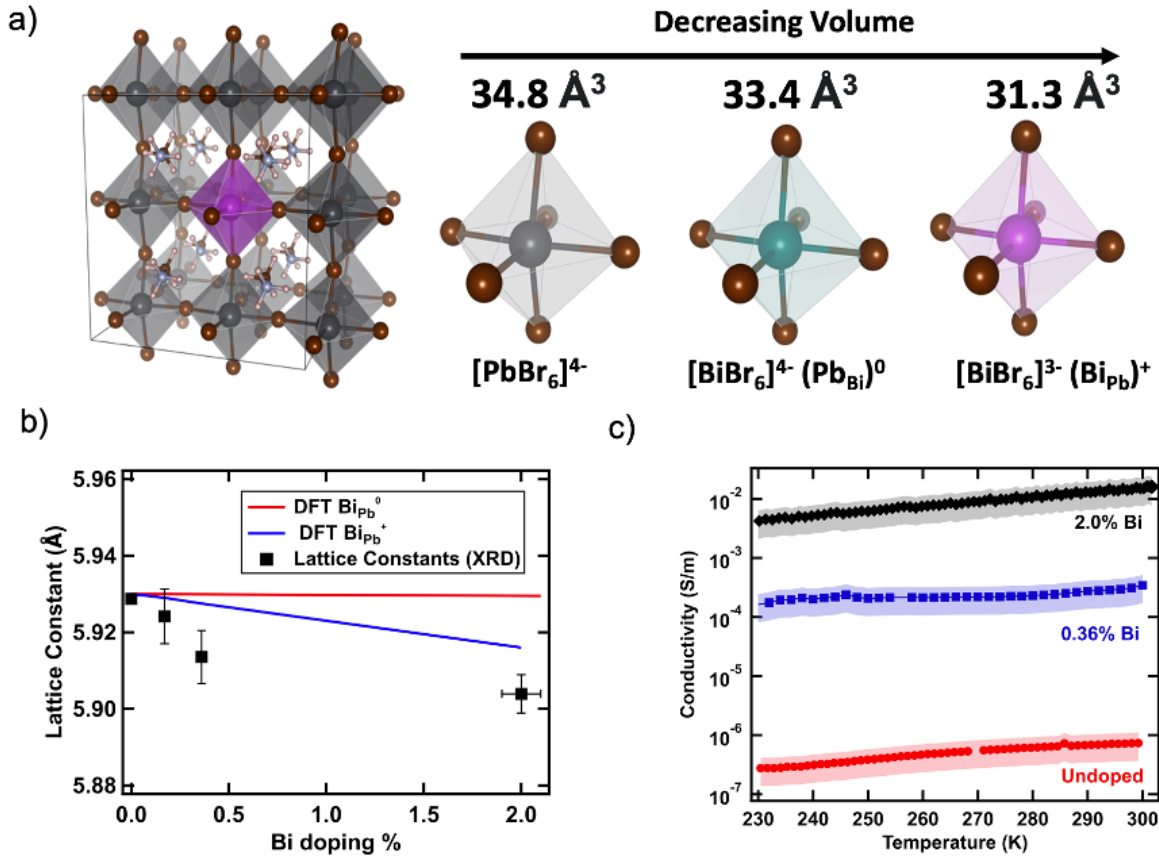 a)
Decreasing Volume
34.8 Å³
33.4 Å³
31.3 Å³
[PbBr₆]⁴⁻
[BiBr₆]⁴⁻ (Pb_Bi)⁰
[BiBr₆]³⁻ (Bi_Pb)⁺
b)
Lattice Constant (Å)
5.96
5.94
5.92
5.90
5.88
DFT Bi_Pb⁰
DFT Bi_Pb⁺
Lattice Constants (XRD)
0.0
0.5
1.0
1.5
2.0
Bi doping %
c)
Conductivity (S/m)
10⁻²
10⁻³
10⁻⁴
10⁻⁵
10⁻⁶
10⁻⁷
2.0% Bi
0.36% Bi
Undoped
230
240
250
260
270
280
290
300
Temperature (K)